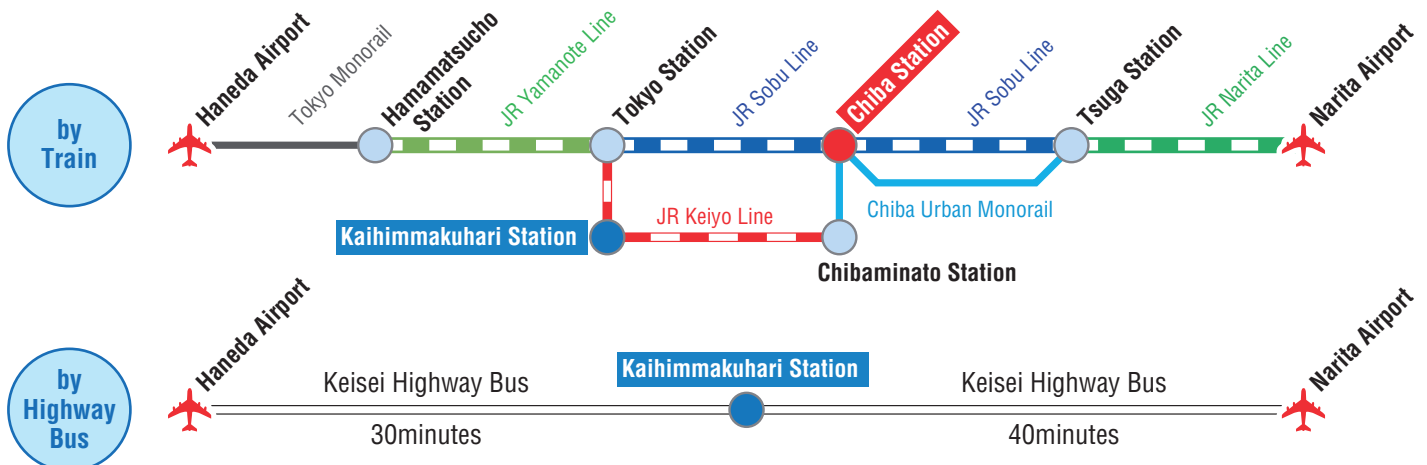 by
Train
Haneda Airport
Tokyo Monorail
Hamamatsucho
Station
JR Yamanote Line
Tokyo Station
JR Sobu Line
Chiba Station
JR Sobu Line
Tsuga Station
JR Narita Line
Narita Airport
Kaihimmakuhari Station
JR Keiyo Line
Chiba Urban Monorail
Chibaminato Station
by
Highway
Bus
Haneda Airport
Keisei Highway Bus
30minutes
Kaihimmakuhari Station
Keisei Highway Bus
40minutes
Narita Airport